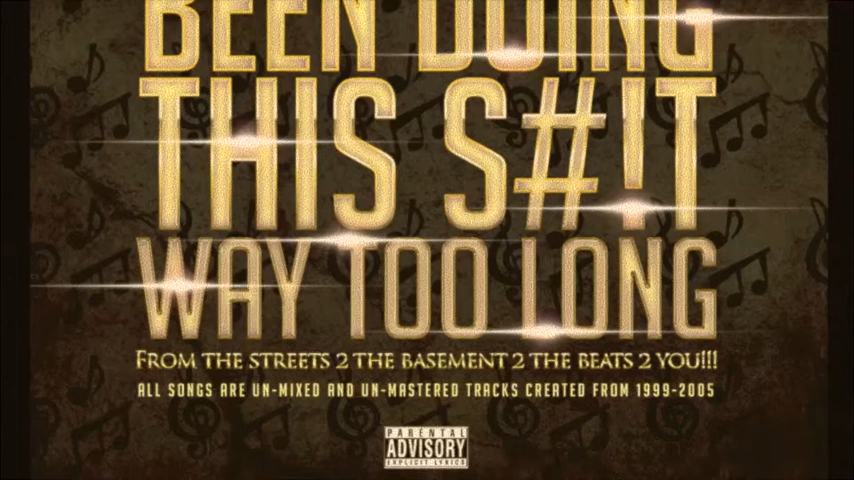 BEEN DOING
THIS S#!T
WAY TOO LONG
FROM THE STREETS 2 THE BASEMENT 2 THE BEATS 2 YOU!!!
ALL SONGS ARE UN-MIXED AND UN-MASTERED TRACKS CREATED FROM 1999-2005
PARENTAL
ADVISORY
EXPLICIT LYRICS